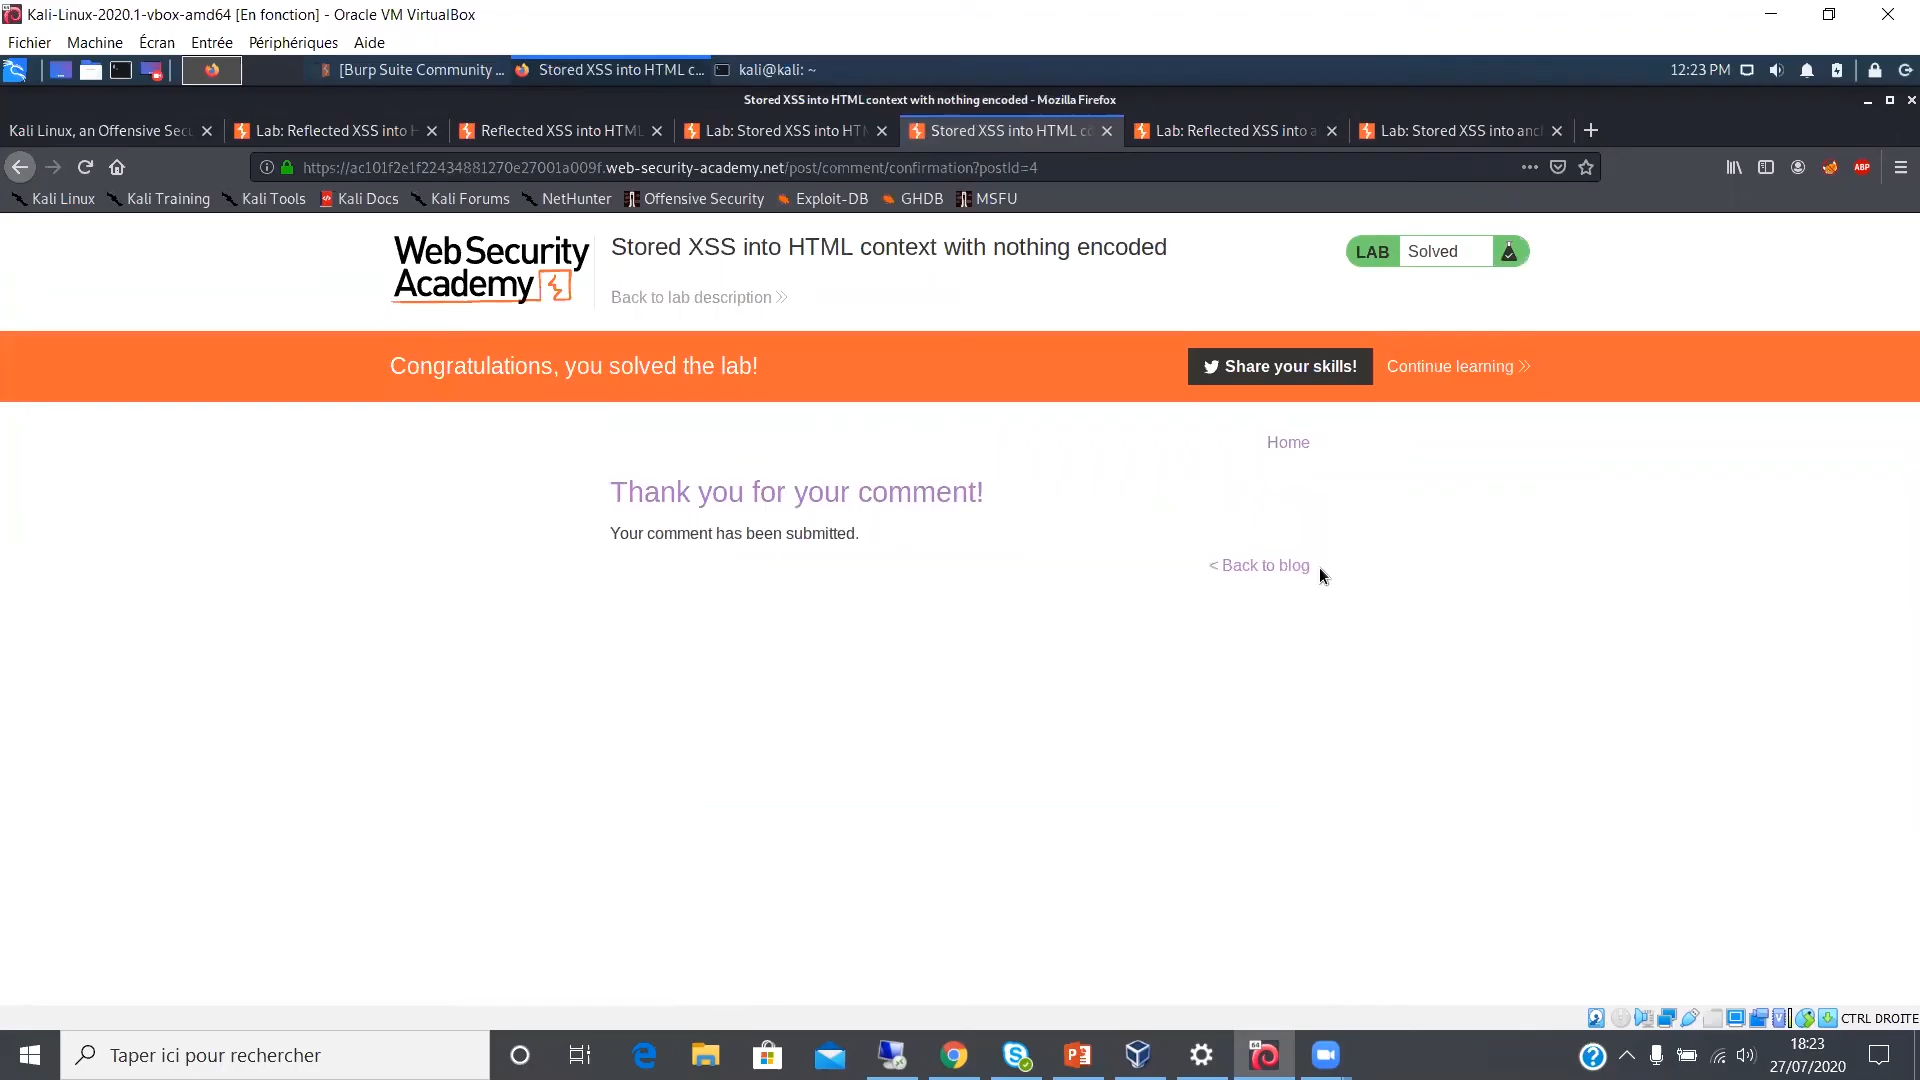 Kali-Linux-2020.1-vbox-amd64 [En fonction] - Oracle VM VirtualBox
Fichier Machine Écran Entrée Périphériques Aide
[Burp Suite Community ... Stored XSS into HTML c... kali@kali: ~ 12:23 PM
Stored XSS into HTML context with nothing encoded - Mozilla Firefox
Kali Linux, an Offensive Secu Lab: Reflected XSS into H Reflected XSS into HTML Lab: Stored XSS into HTM Stored XSS into HTML co Lab: Reflected XSS into a Lab: Stored XSS into anch
https://ac101f2e1f22434881270e27001a009f.web-security-academy.net/post/comment/confirmation?postId=4 ABP
Kali Linux Kali Training Kali Tools Kali Docs Kali Forums NetHunter Offensive Security Exploit-DB GHDB MSFU
Web Security Academy
Stored XSS into HTML context with nothing encoded
LAB Solved
Back to lab description
Congratulations, you solved the lab!
Share your skills! Continue learning
Home
Thank you for your comment!
Your comment has been submitted.
< Back to blog
CTRL DROITE
Taper ici pour rechercher
18:23
27/07/2020